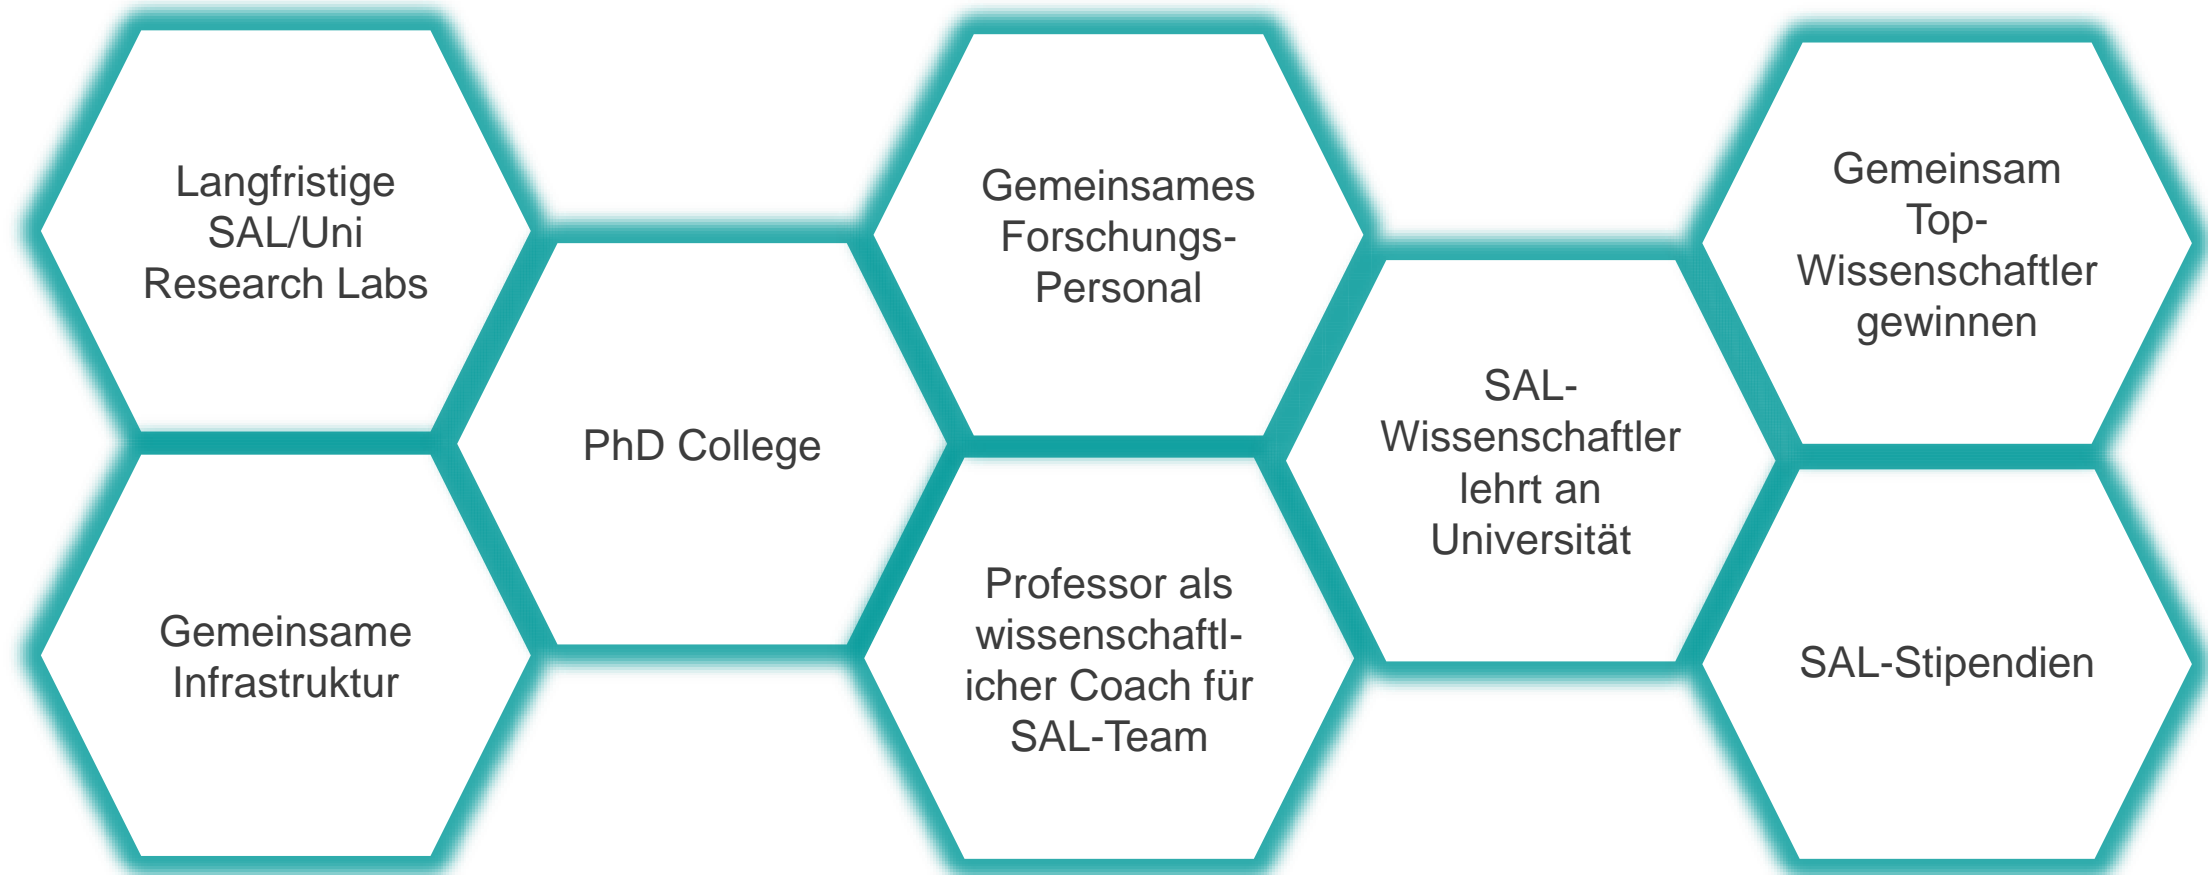 Langfristige
SAL/Uni
Research Labs
Gemeinsame
Infrastruktur
PhD College
Gemeinsames
Forschungs-
Personal
Professor als
wissenschaftl-
icher Coach für
SAL-Team
SAL-
Wissenschaftler
lehrt an
Universität
Gemeinsam
Top-
Wissenschaftler
gewinnen
SAL-Stipendien